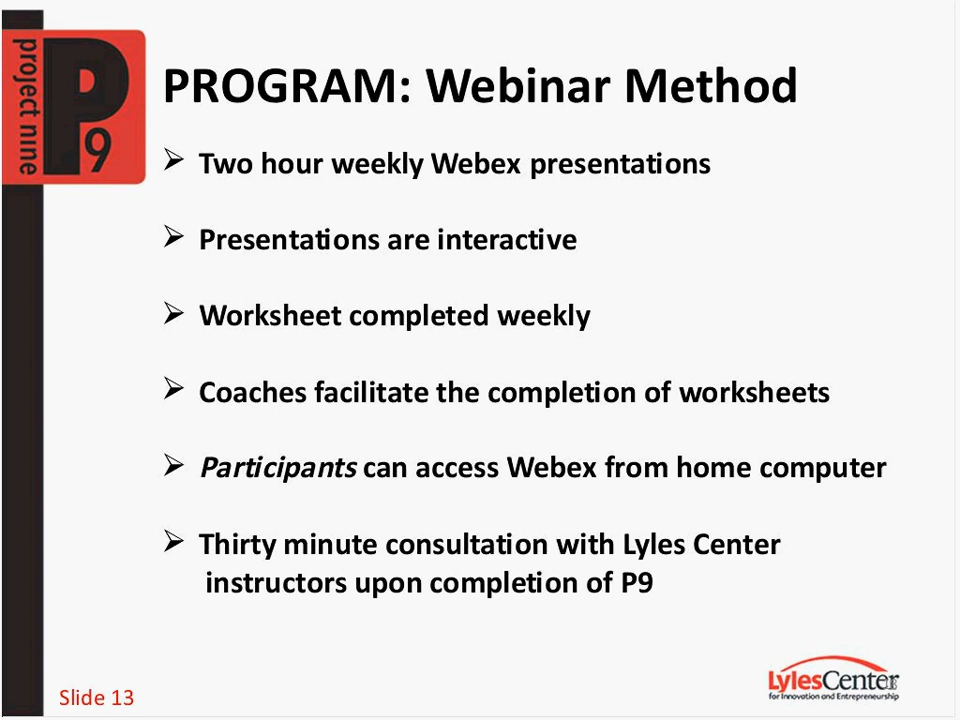 project nine
P9
PROGRAM: Webinar Method
➢ Two hour weekly Webex presentations
➢ Presentations are interactive
➢ Worksheet completed weekly
➢ Coaches facilitate the completion of worksheets
➢ Participants can access Webex from home computer
➢ Thirty minute consultation with Lyles Center
instructors upon completion of P9
Slide 13
LylesCenter
for Innovation and Entrepreneurship